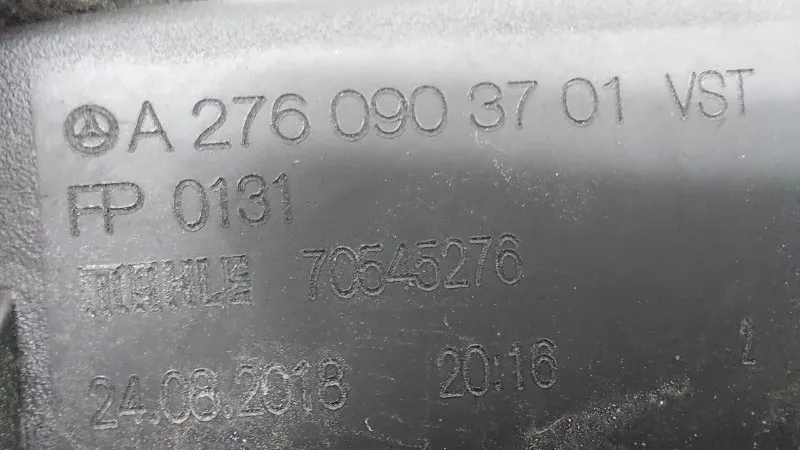 A 276 090 37 01 VST
FP 0131
MAHLE 70545276
24.08.2018 20:16 2